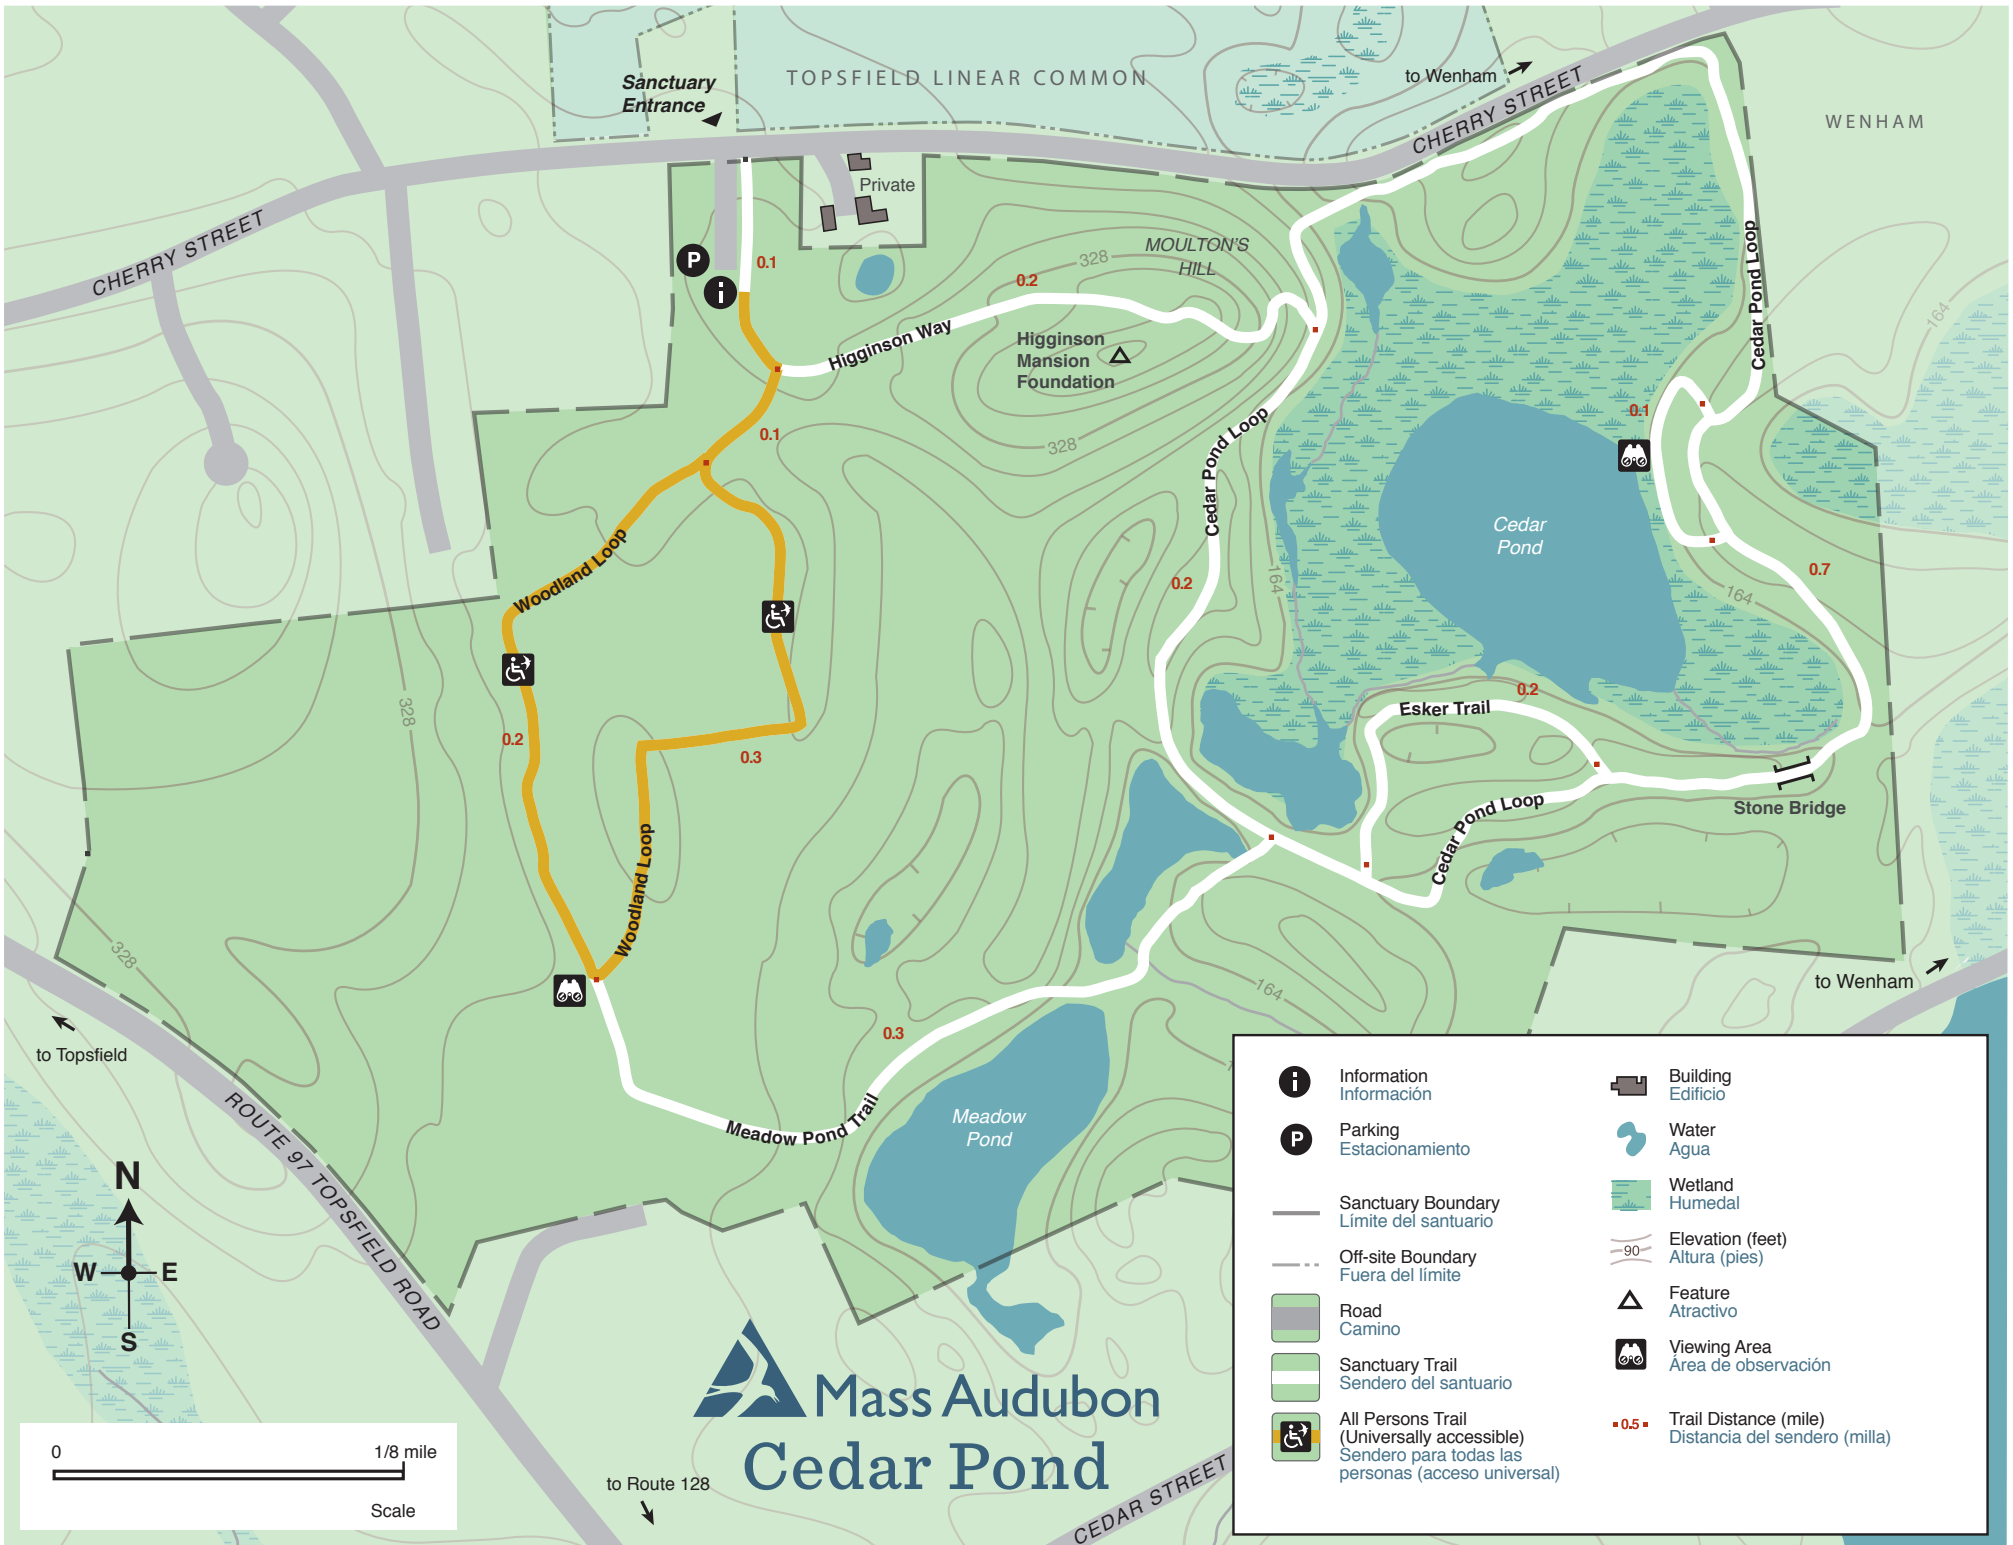 Sanctuary
Entrance
TOPSFIELD LINEAR COMMON
to Wenham
CHERRY STREET
WENHAM
Private
CHERRY STREET
P
i
0.1
MOULTON'S
HILL
328
0.2
Higginson Way
Higginson
Mansion
Foundation
328
Cedar Pond Loop
164
0.1
0.1
Cedar Pond Loop
Cedar
Pond
Woodland Loop
0.2
164
0.7
164
328
0.2
0.3
0.2
Esker Trail
Cedar Pond Loop
Stone Bridge
Woodland Loop
328
164
to Wenham
to Topsfield
0.3
Meadow Pond Trail
Meadow
Pond
ROUTE 97 TOPSFIELD ROAD
N
W
E
S
0
1/8 mile
Scale
to Route 128
CEDAR STREET
Mass Audubon
Cedar Pond
i
Information
Información
P
Parking
Estacionamiento
Sanctuary Boundary
Límite del santuario
Off-site Boundary
Fuera del límite
Road
Camino
Sanctuary Trail
Sendero del santuario
All Persons Trail
(Universally accessible)
Sendero para todas las
personas (acceso universal)
Building
Edificio
Water
Agua
Wetland
Humedal
90
Elevation (feet)
Altura (pies)
Feature
Atractivo
Viewing Area
Área de observación
0.5
Trail Distance (mile)
Distancia del sendero (milla)